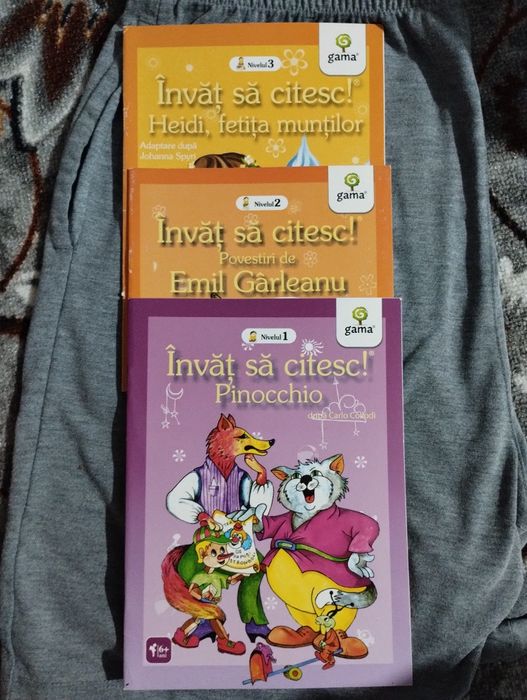 gama®
Nivelul 3
Învăț să citesc!®
Heidi, fetița munților
Adaptare după
Johanna Spyri
gama®
Nivelul 2
Învăț să citesc!
Povestiri de
Emil Gârleanu
gama®
Nivelul 1
Învăț să citesc!®
Pinocchio
după Carlo Collodi
6+
ani